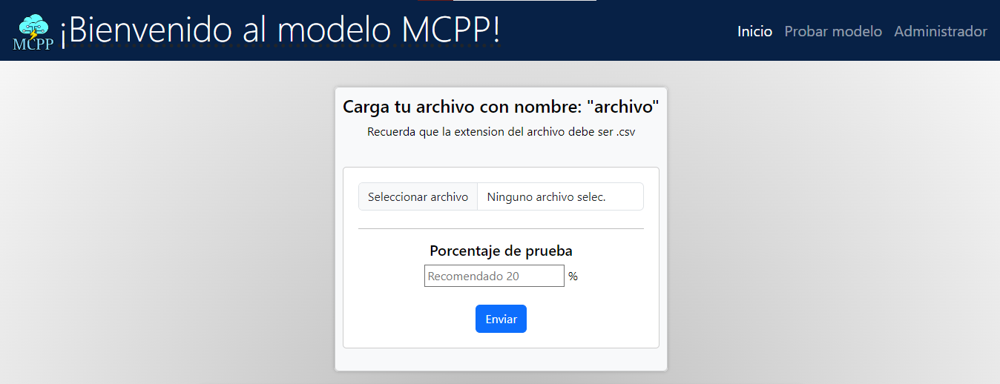 MCPP
¡Bienvenido al modelo MCPP!
Inicio
Probar modelo
Administrador
Carga tu archivo con nombre: "archivo"
Recuerda que la extension del archivo debe ser .csv
Seleccionar archivo
Ninguno archivo selec.
Porcentaje de prueba
Recomendado 20 %
Enviar